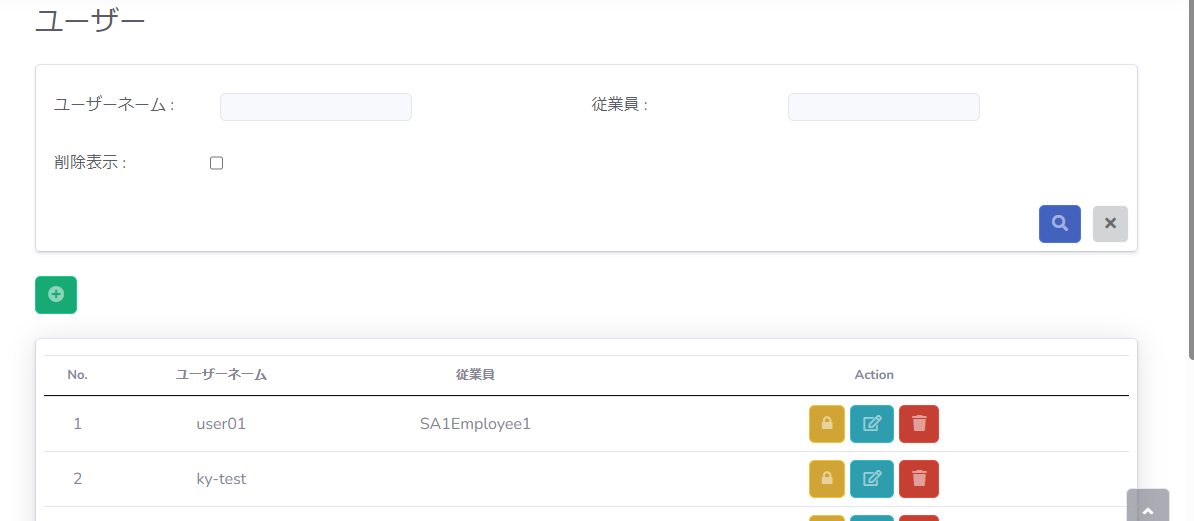 ユーザー
ユーザーネーム : 従業員 :
削除表示 :
No. ユーザーネーム 従業員 Action
1 user01 SA1Employee1
2 ky-test